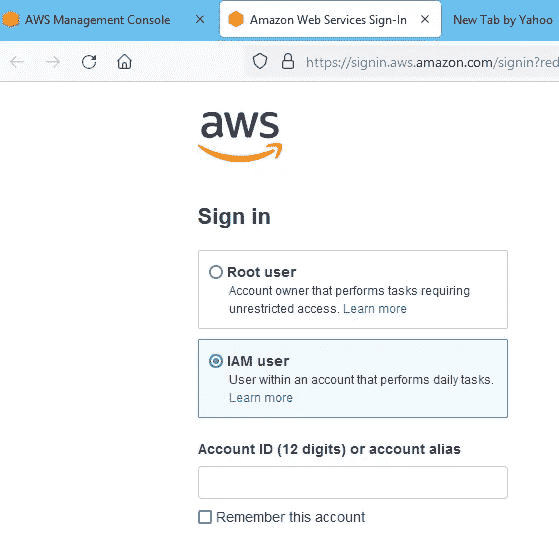 AWS Management Console
Amazon Web Services Sign-In
New Tab by Yahoo
https://signin.aws.amazon.com/signin?red
aws
Sign in
Root user
Account owner that performs tasks requiring
unrestricted access. Learn more
IAM user
User within an account that performs daily tasks.
Learn more
Account ID (12 digits) or account alias
Remember this account